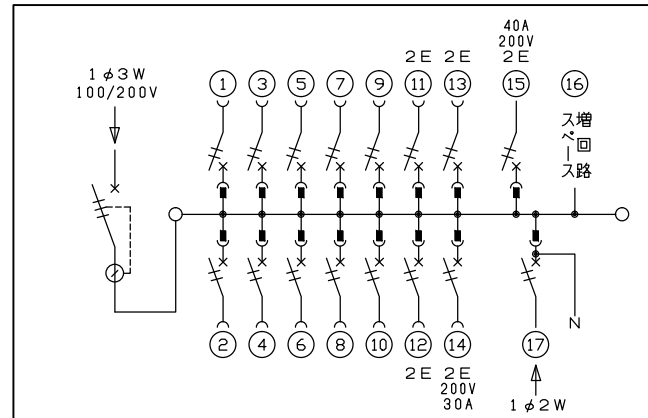 40A
200V
2E 2E 2E
1φ3W
100/200V
① ③ ⑤ ⑦ ⑨ ⑪ ⑬ ⑮ ⑯
増回路
スペース
N
② ④ ⑥ ⑧ ⑩ ⑫ ⑭ ⑰
2E 2E
200V
30A
1φ2W